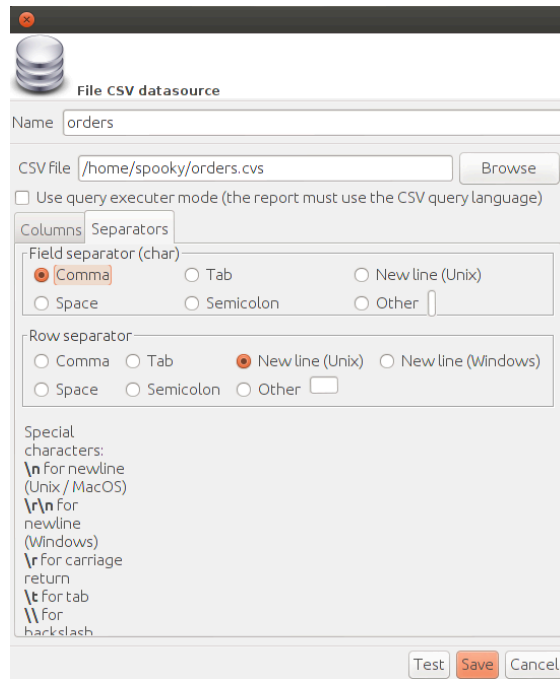 File CSV datasource
Name orders
CSV file /home/spooky/orders.cvs Browse
Use query executer mode (the report must use the CSV query language)
Columns Separators
Field separator (char)
Comma Tab New line (Unix)
Space Semicolon Other
Row separator
Comma Tab New line (Unix) New line (Windows)
Space Semicolon Other
Special
characters:
\n for newline
(Unix / MacOS)
\r\n for
newline
(Windows)
\r for carriage
return
\t for tab
\\ for
backslash
Test Save Cancel